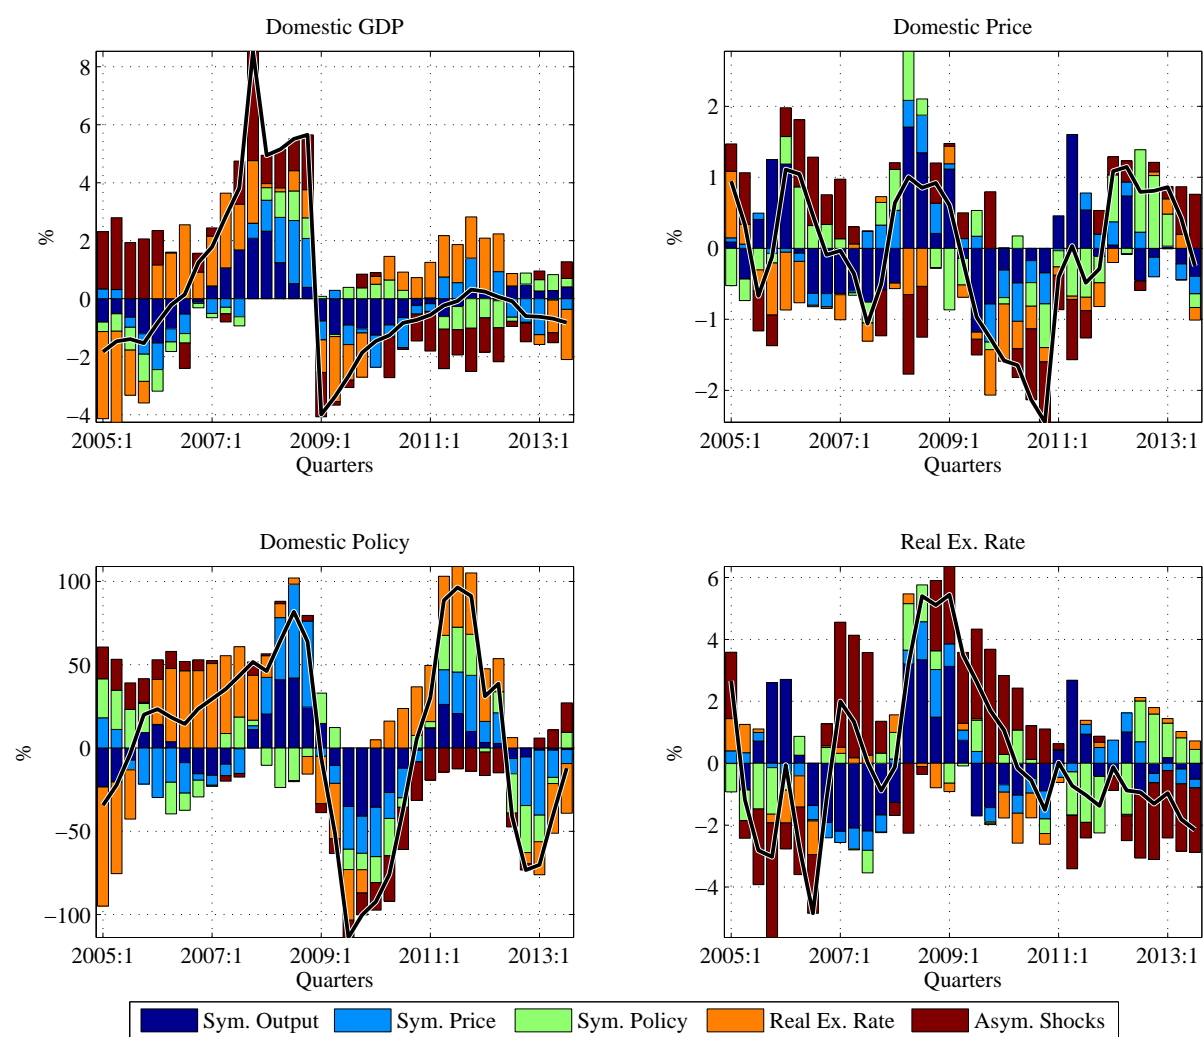 Domestic GDP
8
6
4
2
0
−2
−4
%
2005:1 2007:1 2009:1 2011:1 2013:1
Quarters
Domestic Price
2
1
0
−1
−2
%
2005:1 2007:1 2009:1 2011:1 2013:1
Quarters
Domestic Policy
100
50
0
−50
−100
%
2005:1 2007:1 2009:1 2011:1 2013:1
Quarters
Real Ex. Rate
6
4
2
0
−2
−4
%
2005:1 2007:1 2009:1 2011:1 2013:1
Quarters
Sym. Output Sym. Price Sym. Policy Real Ex. Rate Asym. Shocks